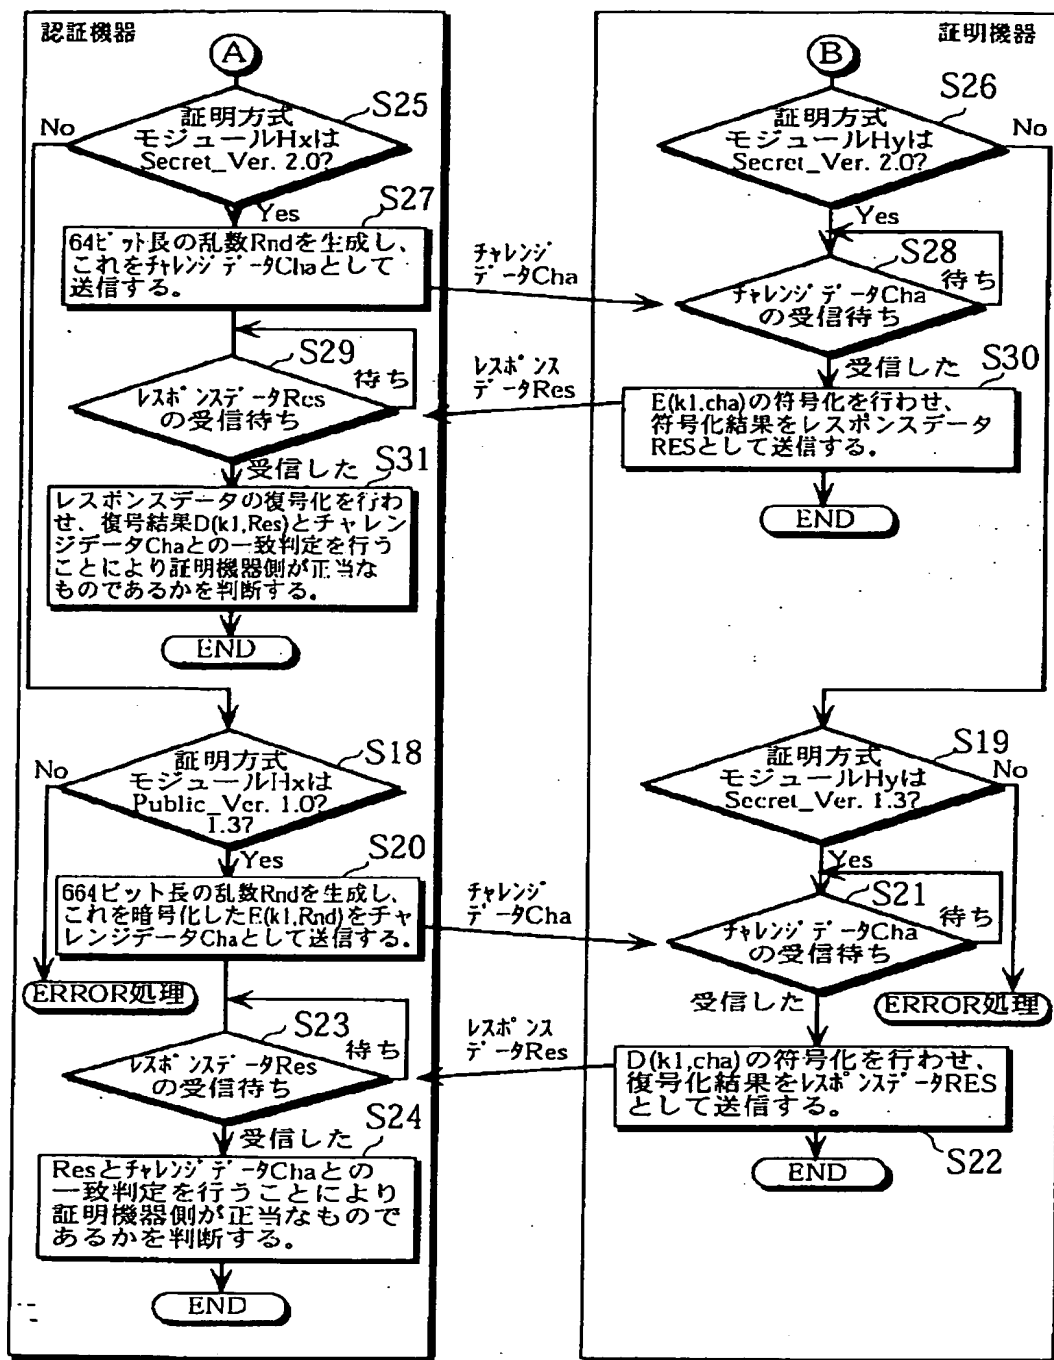 認証機器
A
S25
証明方式
モジュールHxは
Secret_Ver. 2.0?
No
Yes
S27
64ビット長の乱数Rndを生成し、
これをチャレンジデータChaとして
送信する。
チャレンジ
データCha
S29
待ち
レスポンスデータRes
の受信待ち
レスポンス
データRes
受信した
S31
レスポンスデータの復号化を行わ
せ、復号結果D(k1,Res)とチャレン
ジデータChaとの一致判定を行う
ことにより証明機器側が正当な
ものであるかを判断する。
END
証明機器
B
S26
証明方式
モジュールHyは
Secret_Ver. 2.0?
No
Yes
S28
待ち
チャレンジデータCha
の受信待ち
受信した
S30
E(k1,cha)の符号化を行わせ、
符号化結果をレスポンスデータ
RESとして送信する。
END
S18
証明方式
モジュールHxは
Public_Ver. 1.0?
1.3?
No
Yes
S20
664ビット長の乱数Rndを生成し、
これを暗号化したE(k1,Rnd)をチャ
レンジデータChaとして送信する。
チャレンジ
データCha
ERROR処理
S23
待ち
レスポンスデータRes
の受信待ち
レスポンス
データRes
受信した
S24
ResとチャレンジデータChaとの
一致判定を行うことにより
証明機器側が正当なもので
あるかを判断する。
END
S19
証明方式
モジュールHyは
Secret_Ver. 1.3?
No
Yes
S21
待ち
チャレンジデータCha
の受信待ち
受信した
ERROR処理
D(k1,cha)の符号化を行わせ、
復号化結果をレスポンスデータRES
として送信する。
S22
END